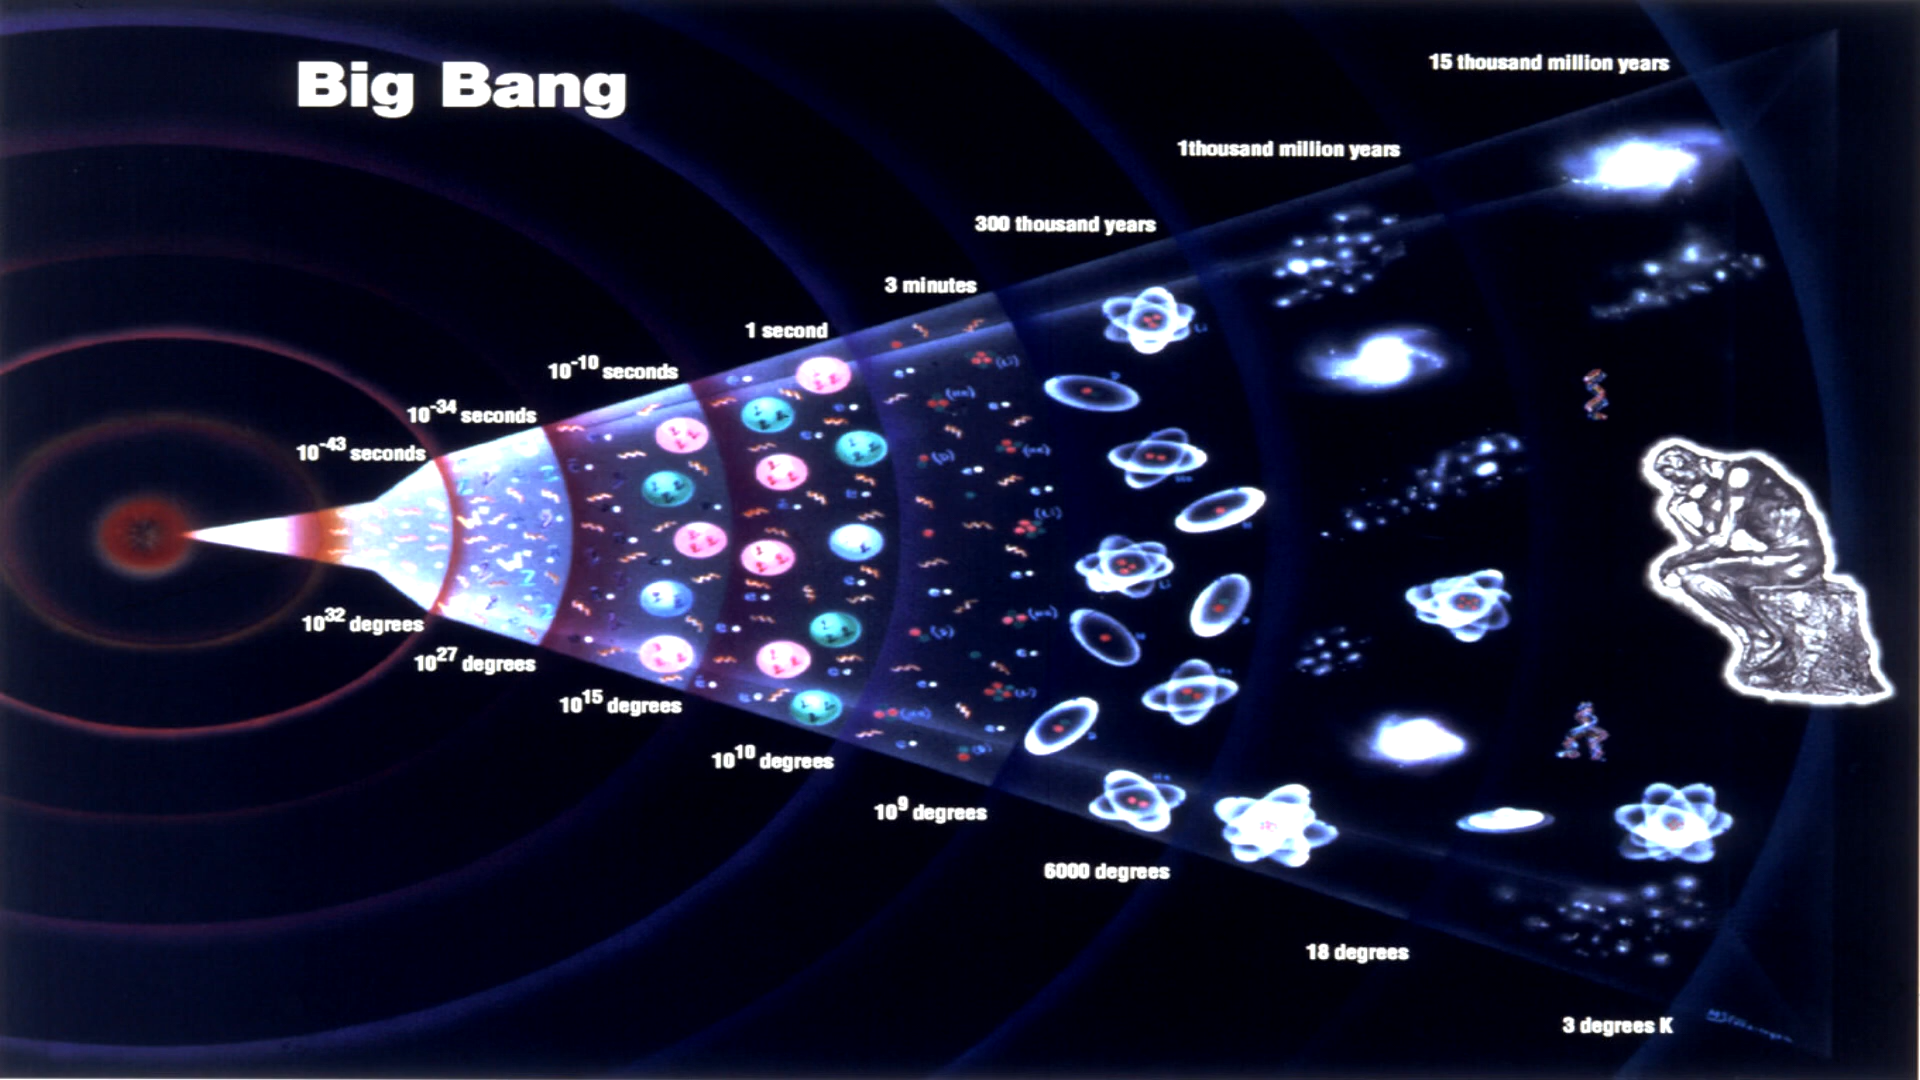 Big Bang
15 thousand million years
1thousand million years
300 thousand years
3 minutes
1 second
10⁻¹⁰ seconds
10⁻³⁴ seconds
10⁻⁴³ seconds
10³² degrees
10²⁷ degrees
10¹⁵ degrees
10¹⁰ degrees
10⁹ degrees
6000 degrees
18 degrees
3 degrees K